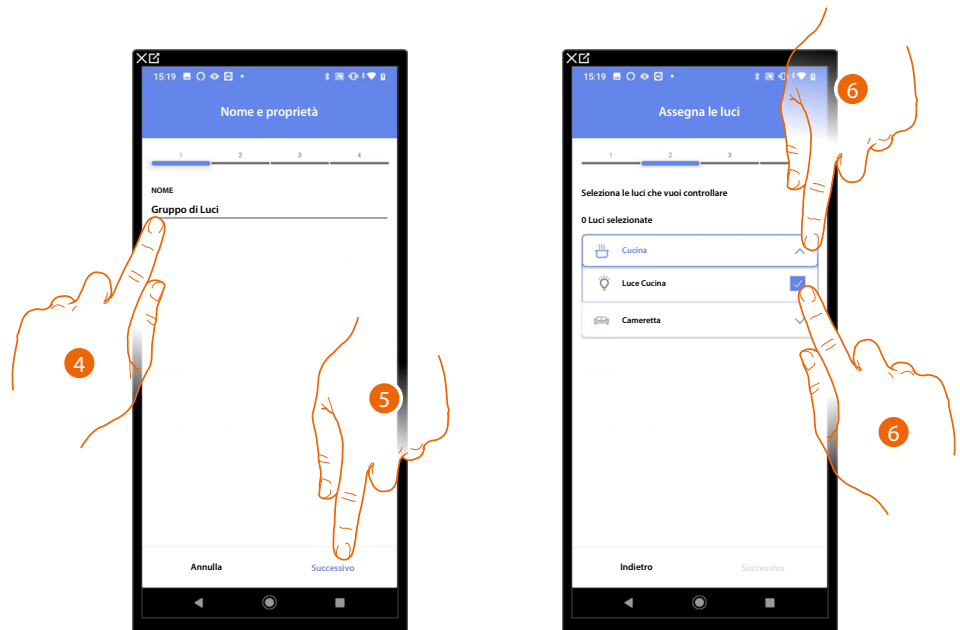 15:19
Nome e proprietà
1 2 3 4
NOME
Gruppo di Luci
4
5
Annulla Successivo
15:19
Assegna le luci
1 2 3
Seleziona le luci che vuoi controllare
0 Luci selezionate
Cucina
Luce Cucina
Cameretta
6
6
Indietro Successivo